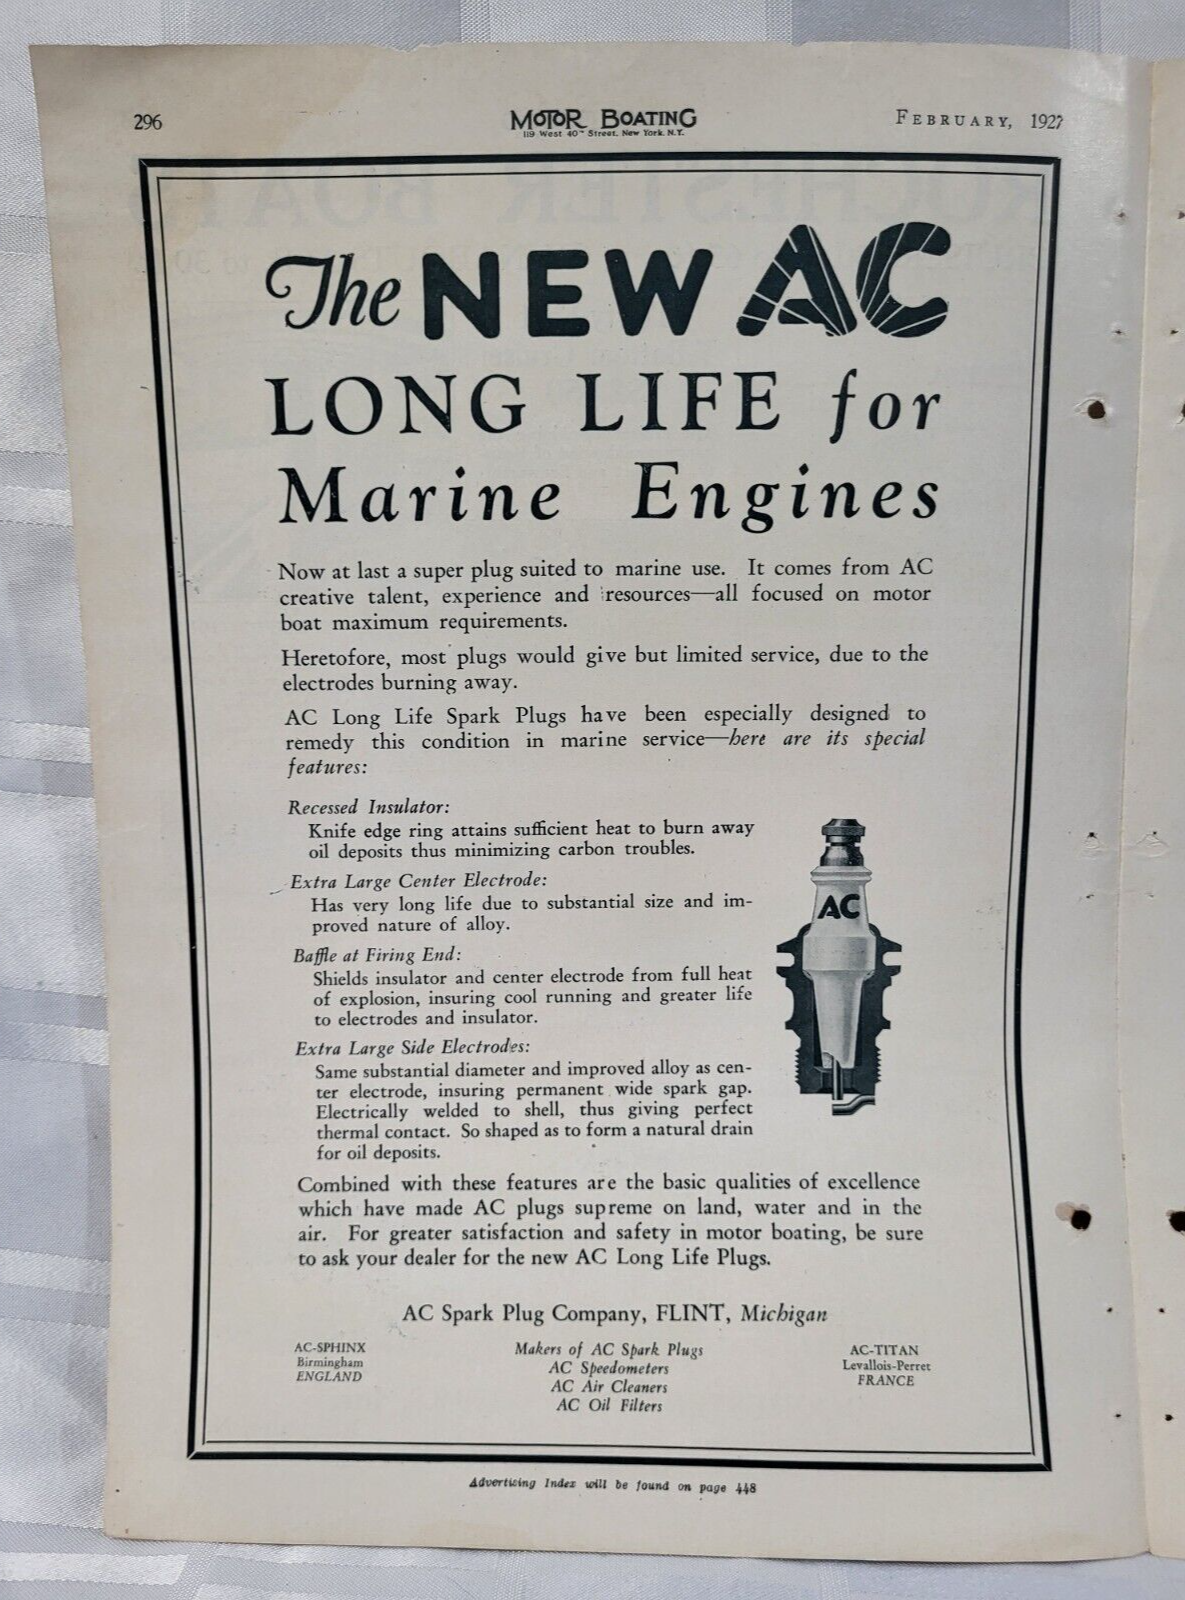 296
MOTOR BOATING
119 West 40TH Street, New York, N.Y.
FEBRUARY, 1927
The NEW AC
LONG LIFE for
Marine Engines
Now at last a super plug suited to marine use. It comes from AC
creative talent, experience and resources—all focused on motor
boat maximum requirements.
Heretofore, most plugs would give but limited service, due to the
electrodes burning away.
AC Long Life Spark Plugs have been especially designed to
remedy this condition in marine service—here are its special
features:
Recessed Insulator:
Knife edge ring attains sufficient heat to burn away
oil deposits thus minimizing carbon troubles.
Extra Large Center Electrode:
Has very long life due to substantial size and im-
proved nature of alloy.
Baffle at Firing End:
Shields insulator and center electrode from full heat
of explosion, insuring cool running and greater life
to electrodes and insulator.
Extra Large Side Electrodes:
Same substantial diameter and improved alloy as cen-
ter electrode, insuring permanent wide spark gap.
Electrically welded to shell, thus giving perfect
thermal contact. So shaped as to form a natural drain
for oil deposits.
AC
Combined with these features are the basic qualities of excellence
which have made AC plugs supreme on land, water and in the
air. For greater satisfaction and safety in motor boating, be sure
to ask your dealer for the new AC Long Life Plugs.
AC Spark Plug Company, FLINT, Michigan
AC-SPHINX
Birmingham
ENGLAND
Makers of AC Spark Plugs
AC Speedometers
AC Air Cleaners
AC Oil Filters
AC-TITAN
Levallois-Perret
FRANCE
Advertising Index will be found on page 448